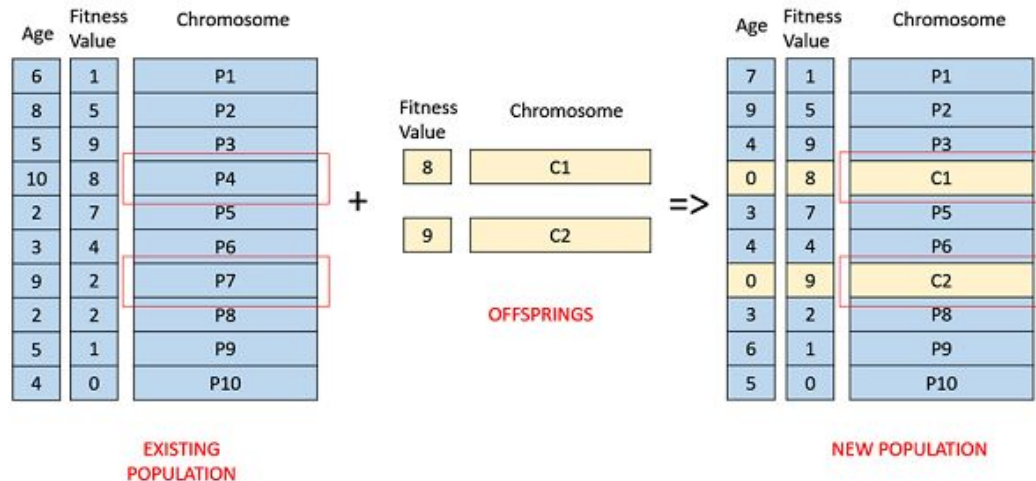 Age Fitness Value Chromosome
6 1 P1
8 5 P2
5 9 P3
10 8 P4
2 7 P5
3 4 P6
9 2 P7
2 2 P8
5 1 P9
4 0 P10
EXISTING
POPULATION
+
Fitness Value Chromosome
8 C1
9 C2
OFFSPRINGS
=>
Age Fitness Value Chromosome
7 1 P1
9 5 P2
4 9 P3
0 8 C1
3 7 P5
4 4 P6
0 9 C2
3 2 P8
6 1 P9
5 0 P10
NEW POPULATION